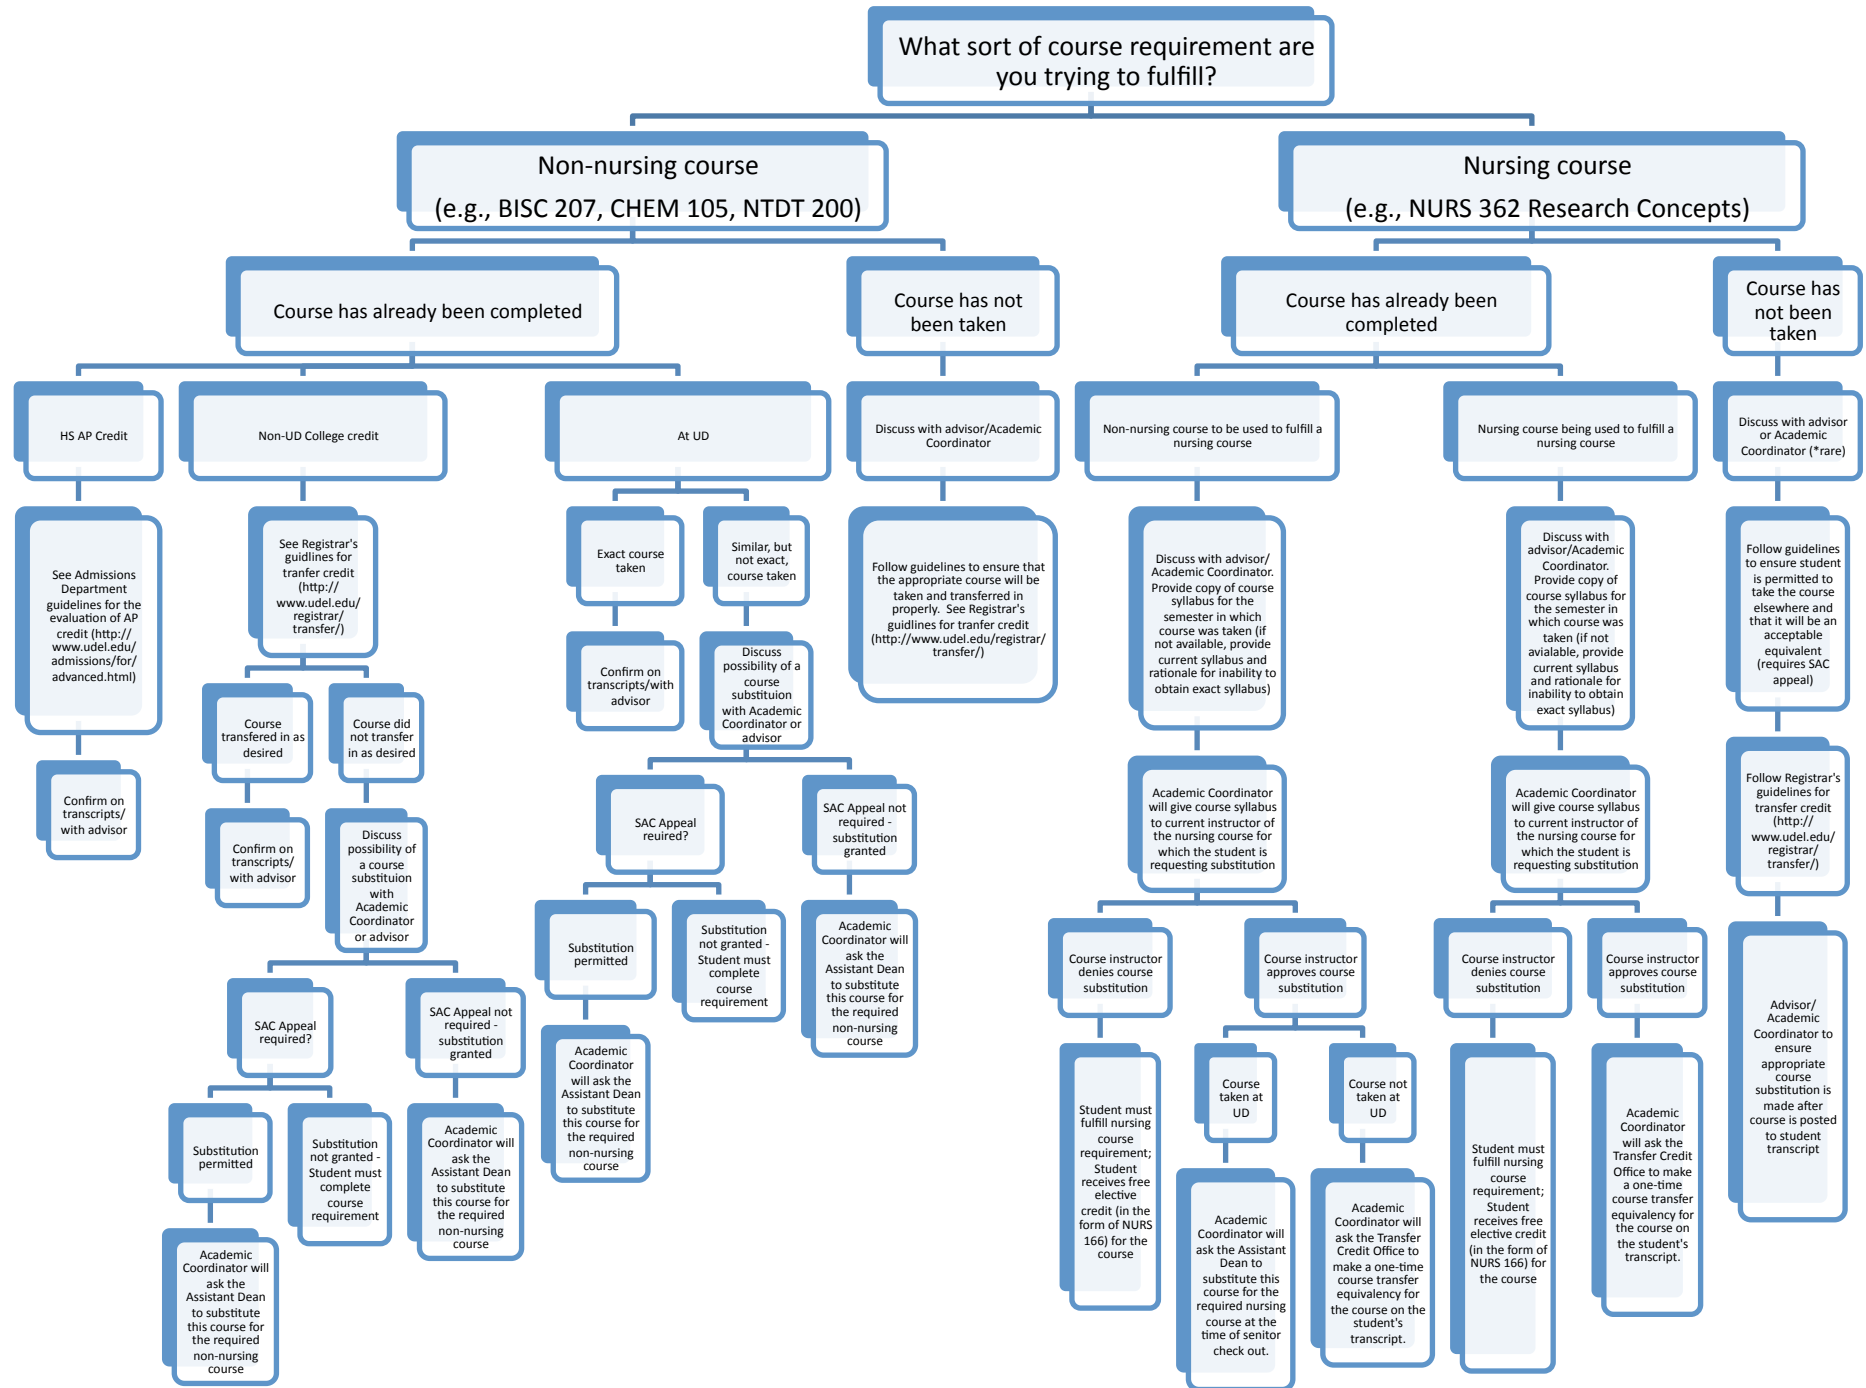 What sort of course requirement are
you trying to fulfill?
Non-nursing course
(e.g., BISC 207, CHEM 105, NTDT 200)
Nursing course
(e.g., NURS 362 Research Concepts)
Course has already been completed
Course has not
been taken
Course has already been
completed
Course has
not been
taken
HS AP Credit
Non-UD College credit
At UD
Discuss with advisor/Academic
Coordinator
Non-nursing course to be used to fulfill a
nursing course
Nursing course being used to fulfill a
nursing course
Discuss with advisor
or Academic
Coordinator (*rare)
See Admissions
Department
guidelines for the
evaluation of AP
credit (http://
www.udel.edu/
admissions/for/
advanced.html)
Confirm on
transcripts/
with advisor
See Registrar's
guidlines for
tranfer credit
(http://
www.udel.edu/
registrar/
transfer/)
Course
transfered in as
desired
Course did
not transfer
in as desired
Confirm on
transcripts/
with advisor
Discuss
possibility of
a course
substituion
with
Academic
Coordinator
or advisor
SAC Appeal
required?
SAC Appeal not
required -
substitution
granted
Substitution
permitted
Substitution
not granted -
Student must
complete
course
requirement
Academic
Coordinator will
ask the
Assistant Dean
to substitute
this course for
the required
non-nursing
course
Academic
Coordinator will
ask the
Assistant Dean
to substitute
this course for
the required
non-nursing
course
Exact course
taken
Similar, but
not exact,
course taken
Confirm on
transcripts/with
advisor
Discuss
possibility of a
course
substituion
with Academic
Coordinator or
advisor
SAC Appeal
reuired?
SAC Appeal not
required -
substitution
granted
Substitution
permitted
Substitution
not granted -
Student must
complete
course
requirement
Academic
Coordinator will
ask the
Assistant Dean
to substitute
this course for
the required
non-nursing
course
Academic
Coordinator
will ask the
Assistant Dean
to substitute
this course for
the required
non-nursing
course
Follow guidelines to ensure that
the appropriate course will be
taken and transferred in
properly. See Registrar's
guidlines for tranfer credit
(http://www.udel.edu/registrar/
transfer/)
Discuss with advisor/
Academic Coordinator.
Provide copy of course
syllabus for the
semester in which
course was taken (if
not available, provide
current syllabus and
rationale for inability to
obtain exact syllabus)
Academic Coordinator
will give course syllabus
to current instructor of
the nursing course for
which the student is
requesting substitution
Course instructor
denies course
substitution
Course instructor
approves course
substitution
Student must
fulfill nursing
course
requirement;
Student
receives free
elective
credit (in the
form of NURS
166) for the
course
Course
taken at
UD
Course not
taken at
UD
Academic
Coordinator will
ask the Assistant
Dean to
substitute this
course for the
required nursing
course at the
time of senitor
check out.
Academic
Coordinator will
ask the Transfer
Credit Office to
make a one-time
course transfer
equivalency for
the course on the
student's
transcript.
Discuss with
advisor/Academic
Coordinator.
Provide copy of
course syllabus for
the semester in
which course was
taken (if not
avialable, provide
current syllabus
and rationale for
inability to obtain
exact syllabus)
Academic Coordinator
will give course syllabus
to current instructor of
the nursing course for
which the student is
requesting substitution
Course instructor
denies course
substitution
Course instructor
approves course
substitution
Student must
fulfill nursing
course
requirement;
Student
receives free
elective credit
(in the form of
NURS 166) for
the course
Academic
Coordinator
will ask the
Transfer Credit
Office to make
a one-time
course transfer
equivalency for
the course on
the student's
transcript.
Follow guidelines
to ensure student
is permitted to
take the course
elsewhere and
that it will be an
acceptable
equivalent
(requires SAC
appeal)
Follow Registrar's
guidelines for
transfer credit
(http://
www.udel.edu/
registrar/
transfer/)
Advisor/
Academic
Coordinator to
ensure
appropriate
course
substitution is
made after
course is posted
to student
transcript